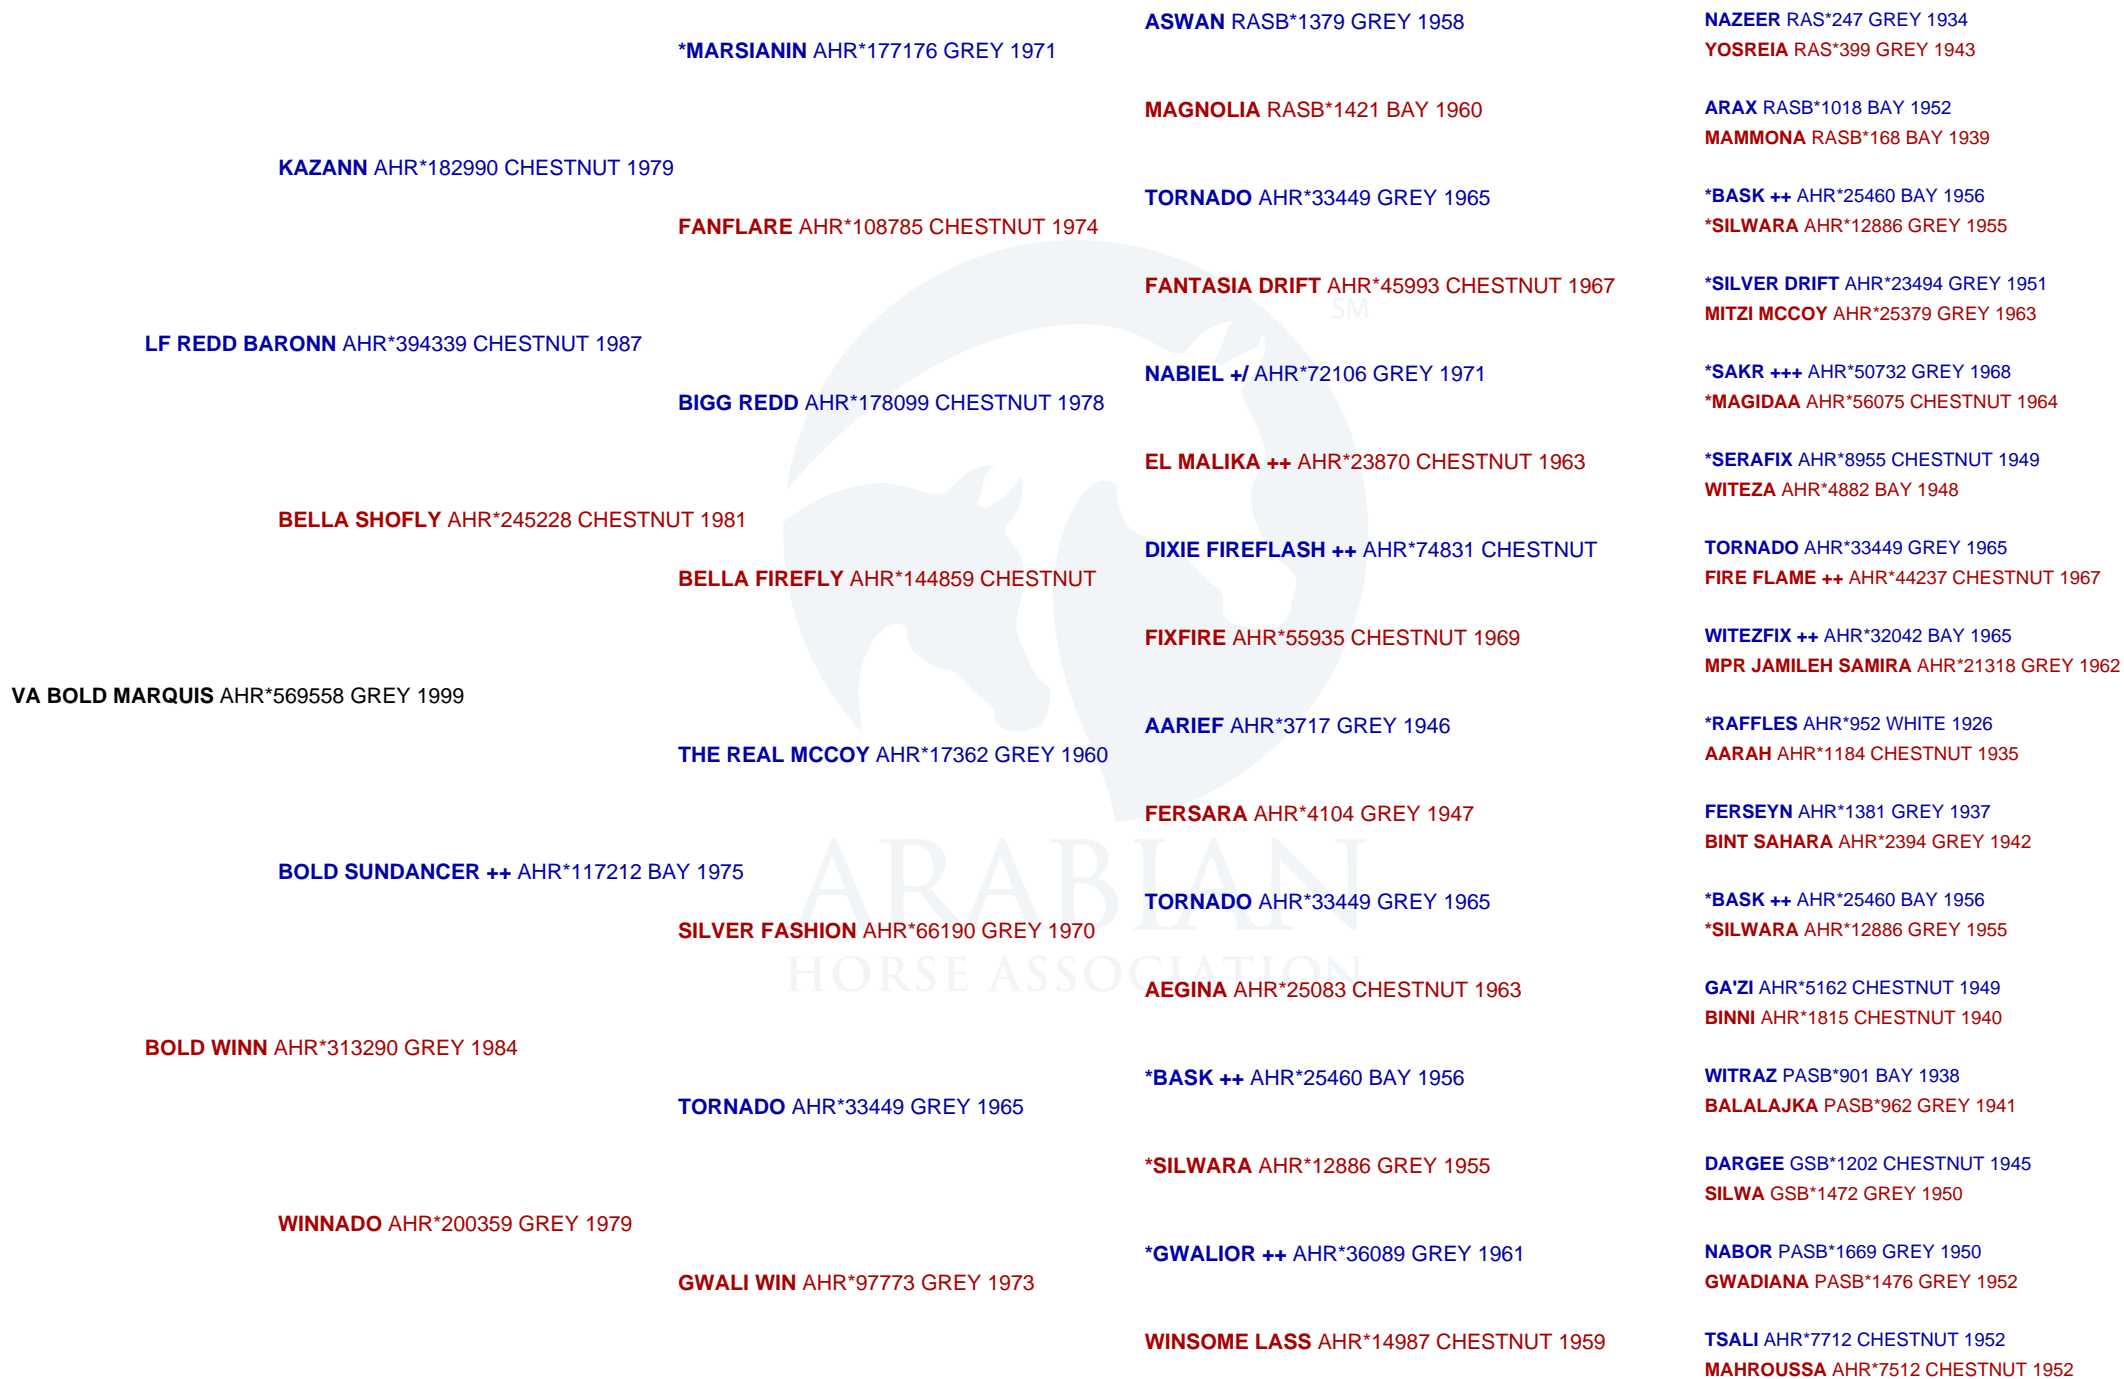 ASWAN RASB*1379 GREY 1958
NAZEER RAS*247 GREY 1934
*MARSIANIN AHR*177176 GREY 1971
YOSREIA RAS*399 GREY 1943
MAGNOLIA RASB*1421 BAY 1960
ARAX RASB*1018 BAY 1952
MAMMONA RASB*168 BAY 1939
KAZANN AHR*182990 CHESTNUT 1979
TORNADO AHR*33449 GREY 1965
*BASK ++ AHR*25460 BAY 1956
FANFLARE AHR*108785 CHESTNUT 1974
*SILWARA AHR*12886 GREY 1955
FANTASIA DRIFT AHR*45993 CHESTNUT 1967
*SILVER DRIFT AHR*23494 GREY 1951
SM
MITZI MCCOY AHR*25379 GREY 1963
LF REDD BARONN AHR*394339 CHESTNUT 1987
NABIEL +/ AHR*72106 GREY 1971
*SAKR +++ AHR*50732 GREY 1968
BIGG REDD AHR*178099 CHESTNUT 1978
*MAGIDAA AHR*56075 CHESTNUT 1964
EL MALIKA ++ AHR*23870 CHESTNUT 1963
*SERAFIX AHR*8955 CHESTNUT 1949
WITEZA AHR*4882 BAY 1948
BELLA SHOFLY AHR*245228 CHESTNUT 1981
DIXIE FIREFLASH ++ AHR*74831 CHESTNUT
TORNADO AHR*33449 GREY 1965
BELLA FIREFLY AHR*144859 CHESTNUT
FIRE FLAME ++ AHR*44237 CHESTNUT 1967
FIXFIRE AHR*55935 CHESTNUT 1969
WITEZFIX ++ AHR*32042 BAY 1965
MPR JAMILEH SAMIRA AHR*21318 GREY 1962
VA BOLD MARQUIS AHR*569558 GREY 1999
AARIEF AHR*3717 GREY 1946
*RAFFLES AHR*952 WHITE 1926
THE REAL MCCOY AHR*17362 GREY 1960
AARAH AHR*1184 CHESTNUT 1935
FERSARA AHR*4104 GREY 1947
FERSEYN AHR*1381 GREY 1937
BINT SAHARA AHR*2394 GREY 1942
BOLD SUNDANCER ++ AHR*117212 BAY 1975
ARABIAN
TORNADO AHR*33449 GREY 1965
*BASK ++ AHR*25460 BAY 1956
SILVER FASHION AHR*66190 GREY 1970
*SILWARA AHR*12886 GREY 1955
HORSE ASSOCIATION
AEGINA AHR*25083 CHESTNUT 1963
GA'ZI AHR*5162 CHESTNUT 1949
BINNI AHR*1815 CHESTNUT 1940
BOLD WINN AHR*313290 GREY 1984
*BASK ++ AHR*25460 BAY 1956
WITRAZ PASB*901 BAY 1938
TORNADO AHR*33449 GREY 1965
BALALAJKA PASB*962 GREY 1941
*SILWARA AHR*12886 GREY 1955
DARGEE GSB*1202 CHESTNUT 1945
SILWA GSB*1472 GREY 1950
WINNADO AHR*200359 GREY 1979
*GWALIOR ++ AHR*36089 GREY 1961
NABOR PASB*1669 GREY 1950
GWALI WIN AHR*97773 GREY 1973
GWADIANA PASB*1476 GREY 1952
WINSOME LASS AHR*14987 CHESTNUT 1959
TSALI AHR*7712 CHESTNUT 1952
MAHROUSSA AHR*7512 CHESTNUT 1952